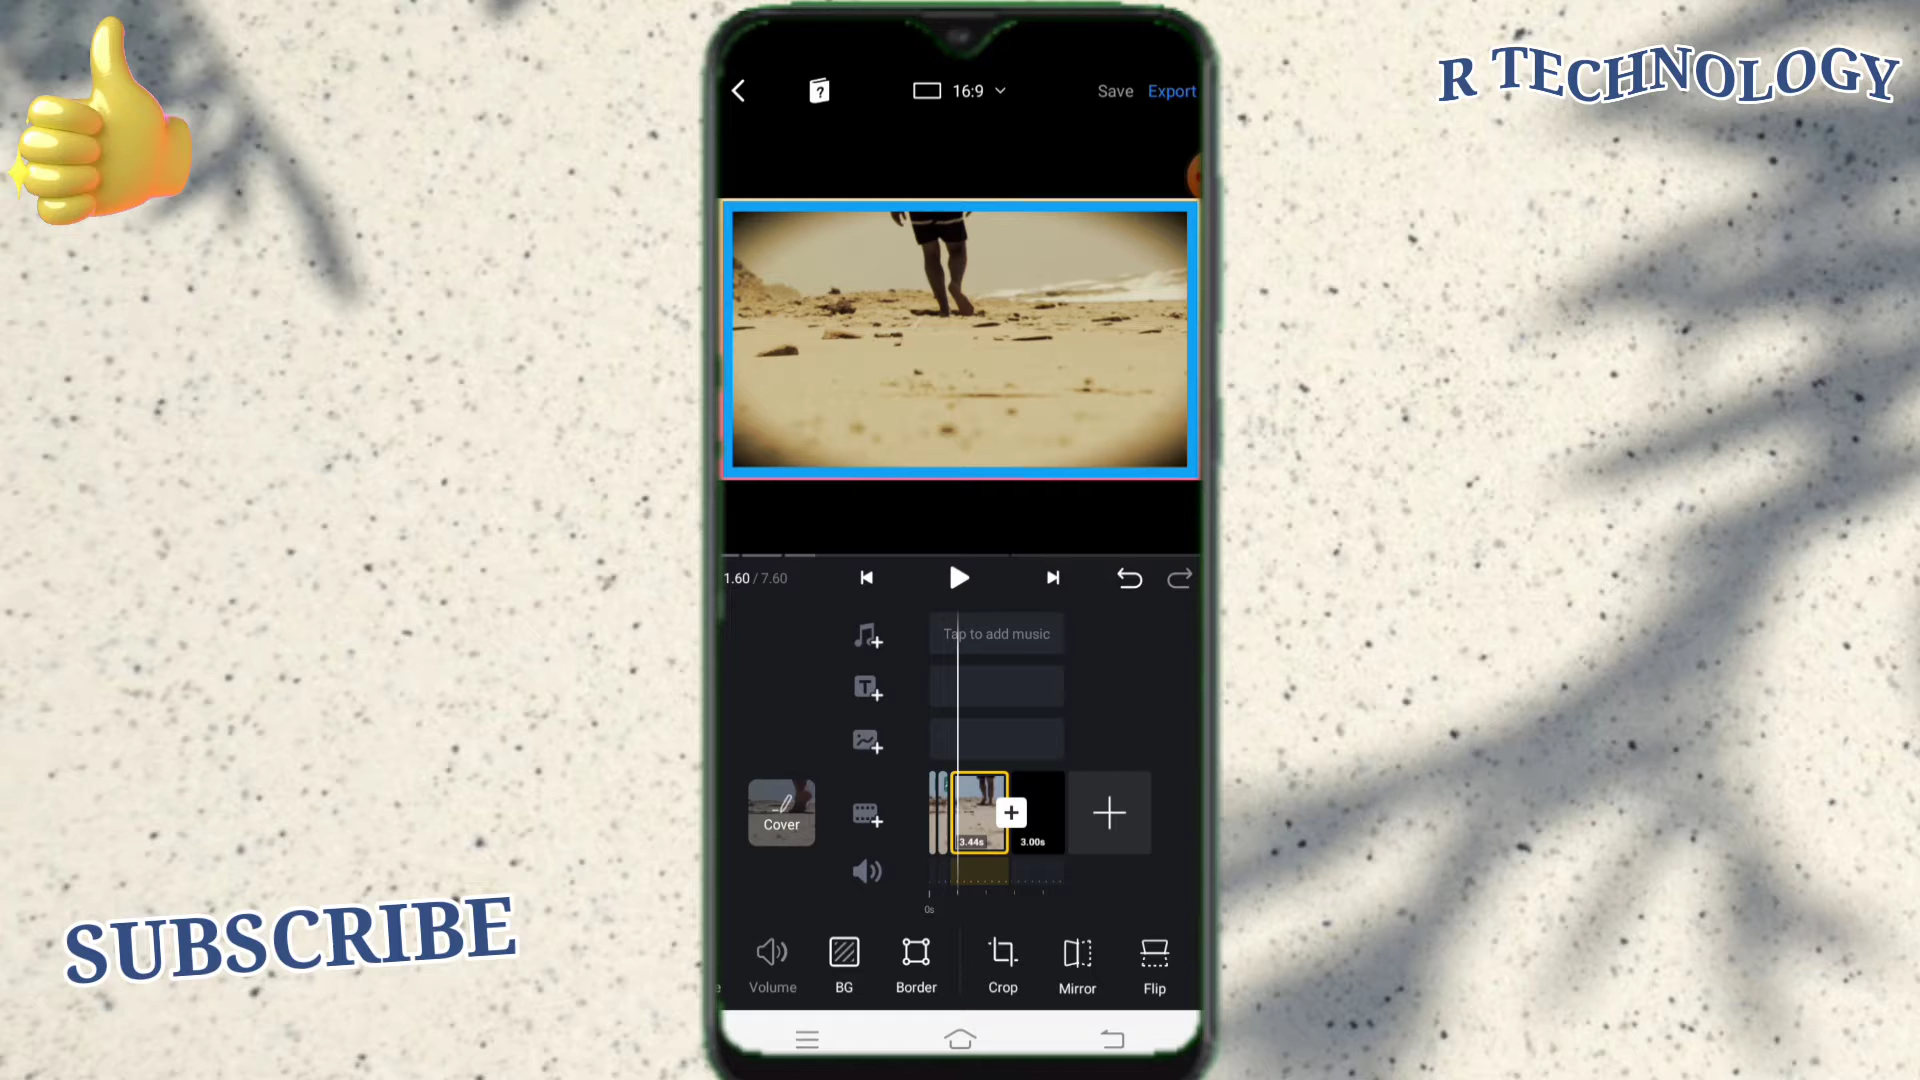 R TECHNOLOGY
?
16:9
Save
Export
1.60 / 7.60
Tap to add music
T
Cover
3.44s
3.00s
0s
Volume
BG
Border
Crop
Mirror
Flip
SUBSCRIBE